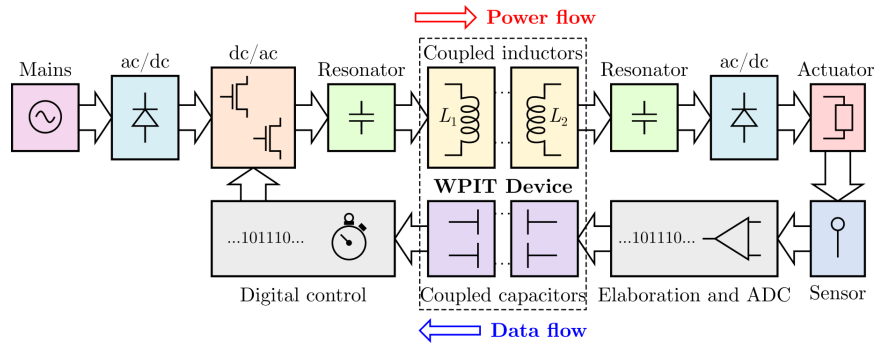 Power flow
Mains
ac/dc
dc/ac
Resonator
Coupled inductors
Resonator
ac/dc
Actuator
L1
L2
WPIT Device
...101110...
...101110...
Digital control
Coupled capacitors
Elaboration and ADC
Sensor
Data flow